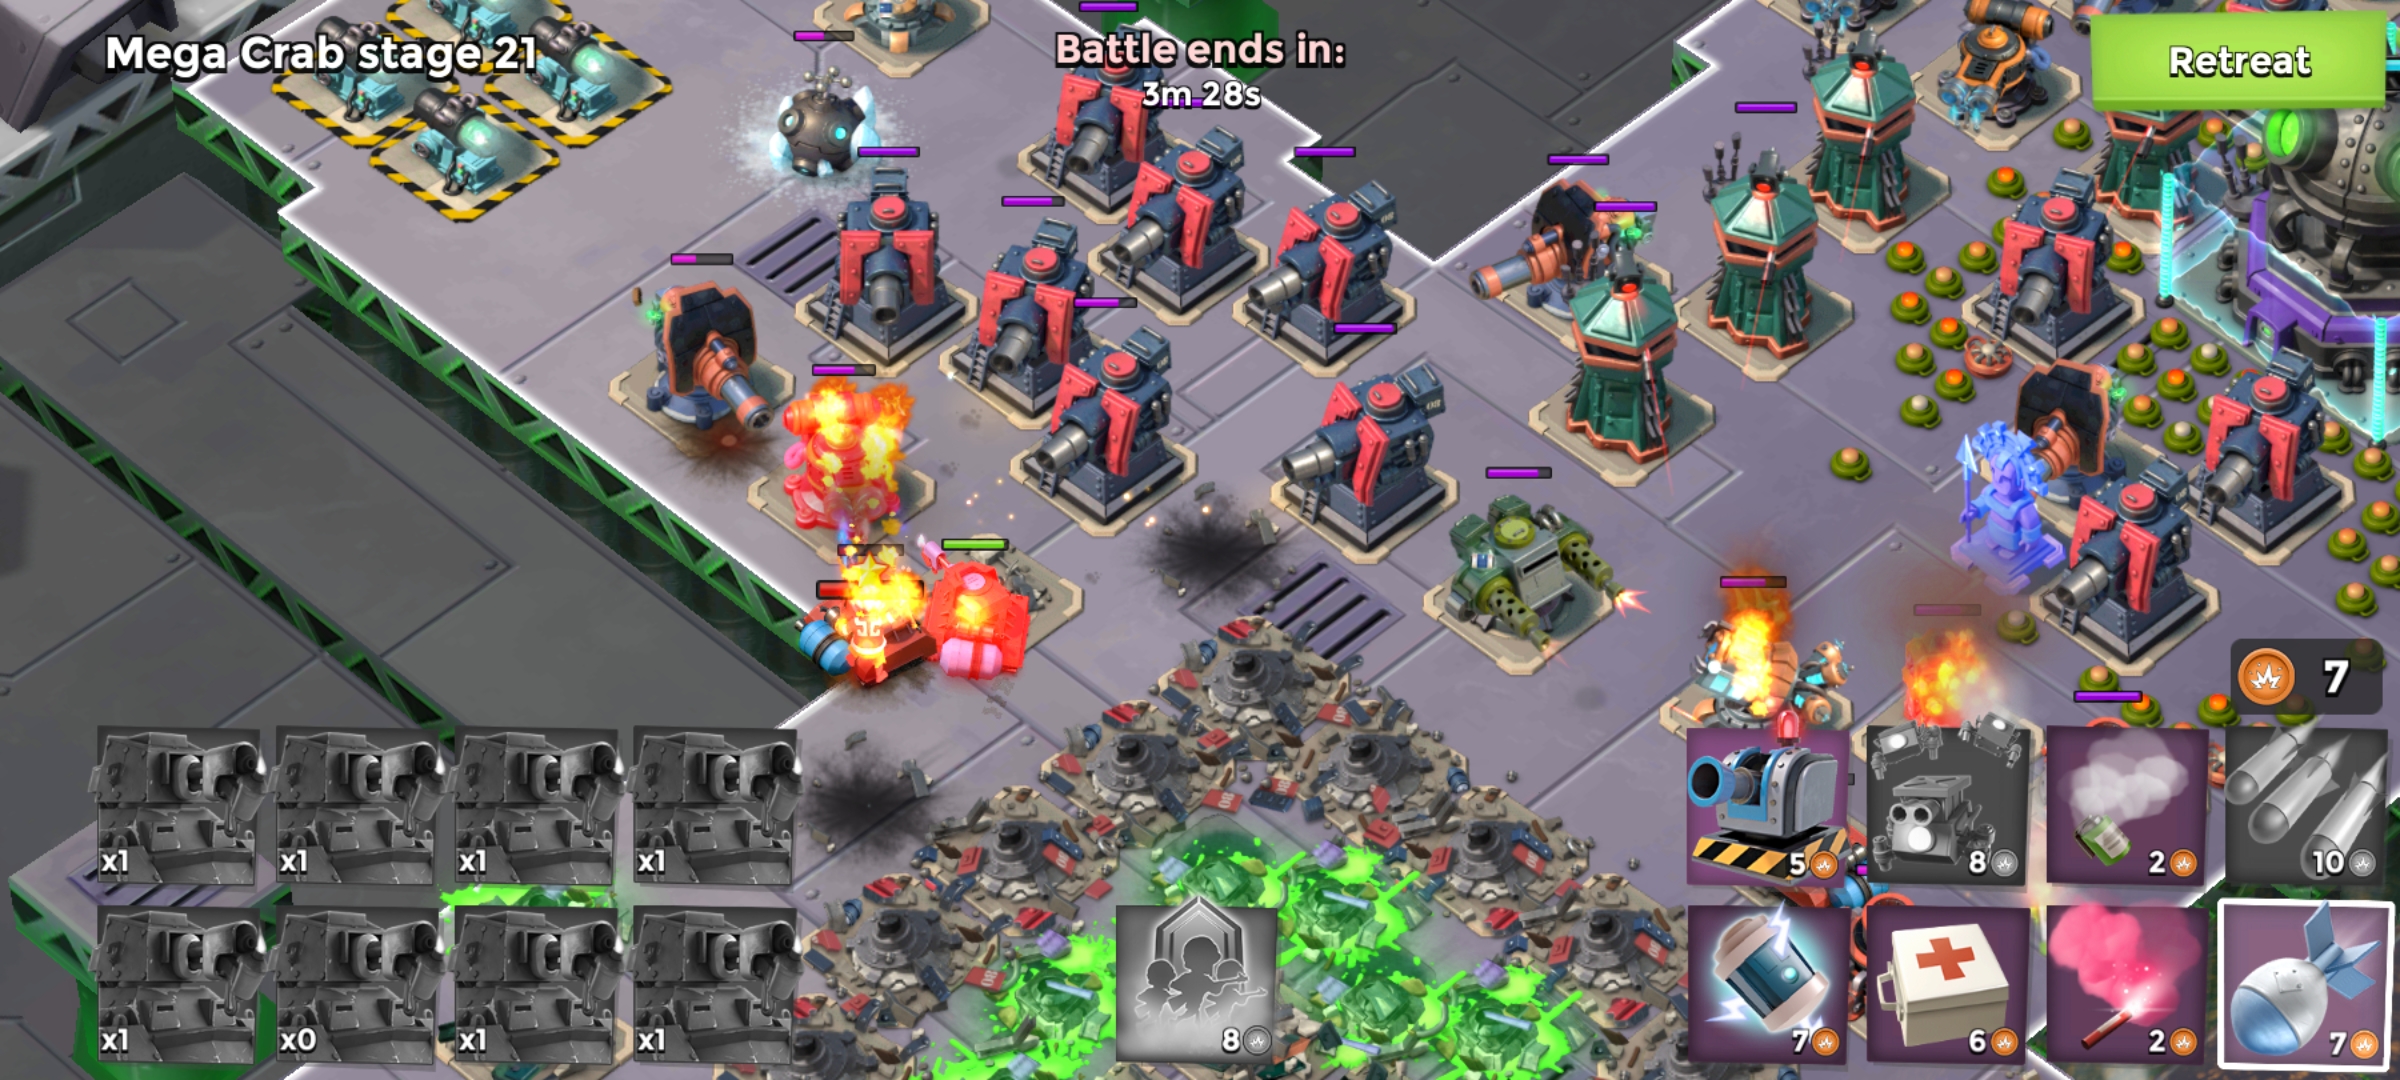 Mega Crab stage 21
Battle ends in:
3m 28s
Retreat
7
x1
x1
x1
x1
5
8
2
10
x1
x0
x1
x1
8
7
6
2
7